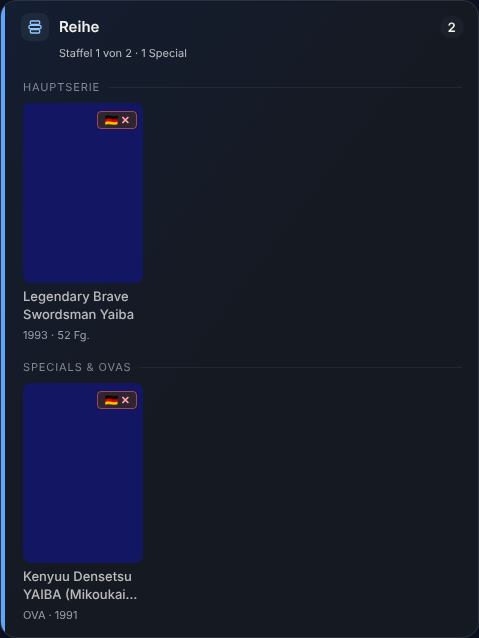 Reihe
2
Staffel 1 von 2 · 1 Special
HAUPTSERIE
Legendary Brave
Swordsman Yaiba
1993 · 52 Fg.
SPECIALS & OVAS
Kenyuu Densetsu
YAIBA (Mikoukai...
OVA · 1991